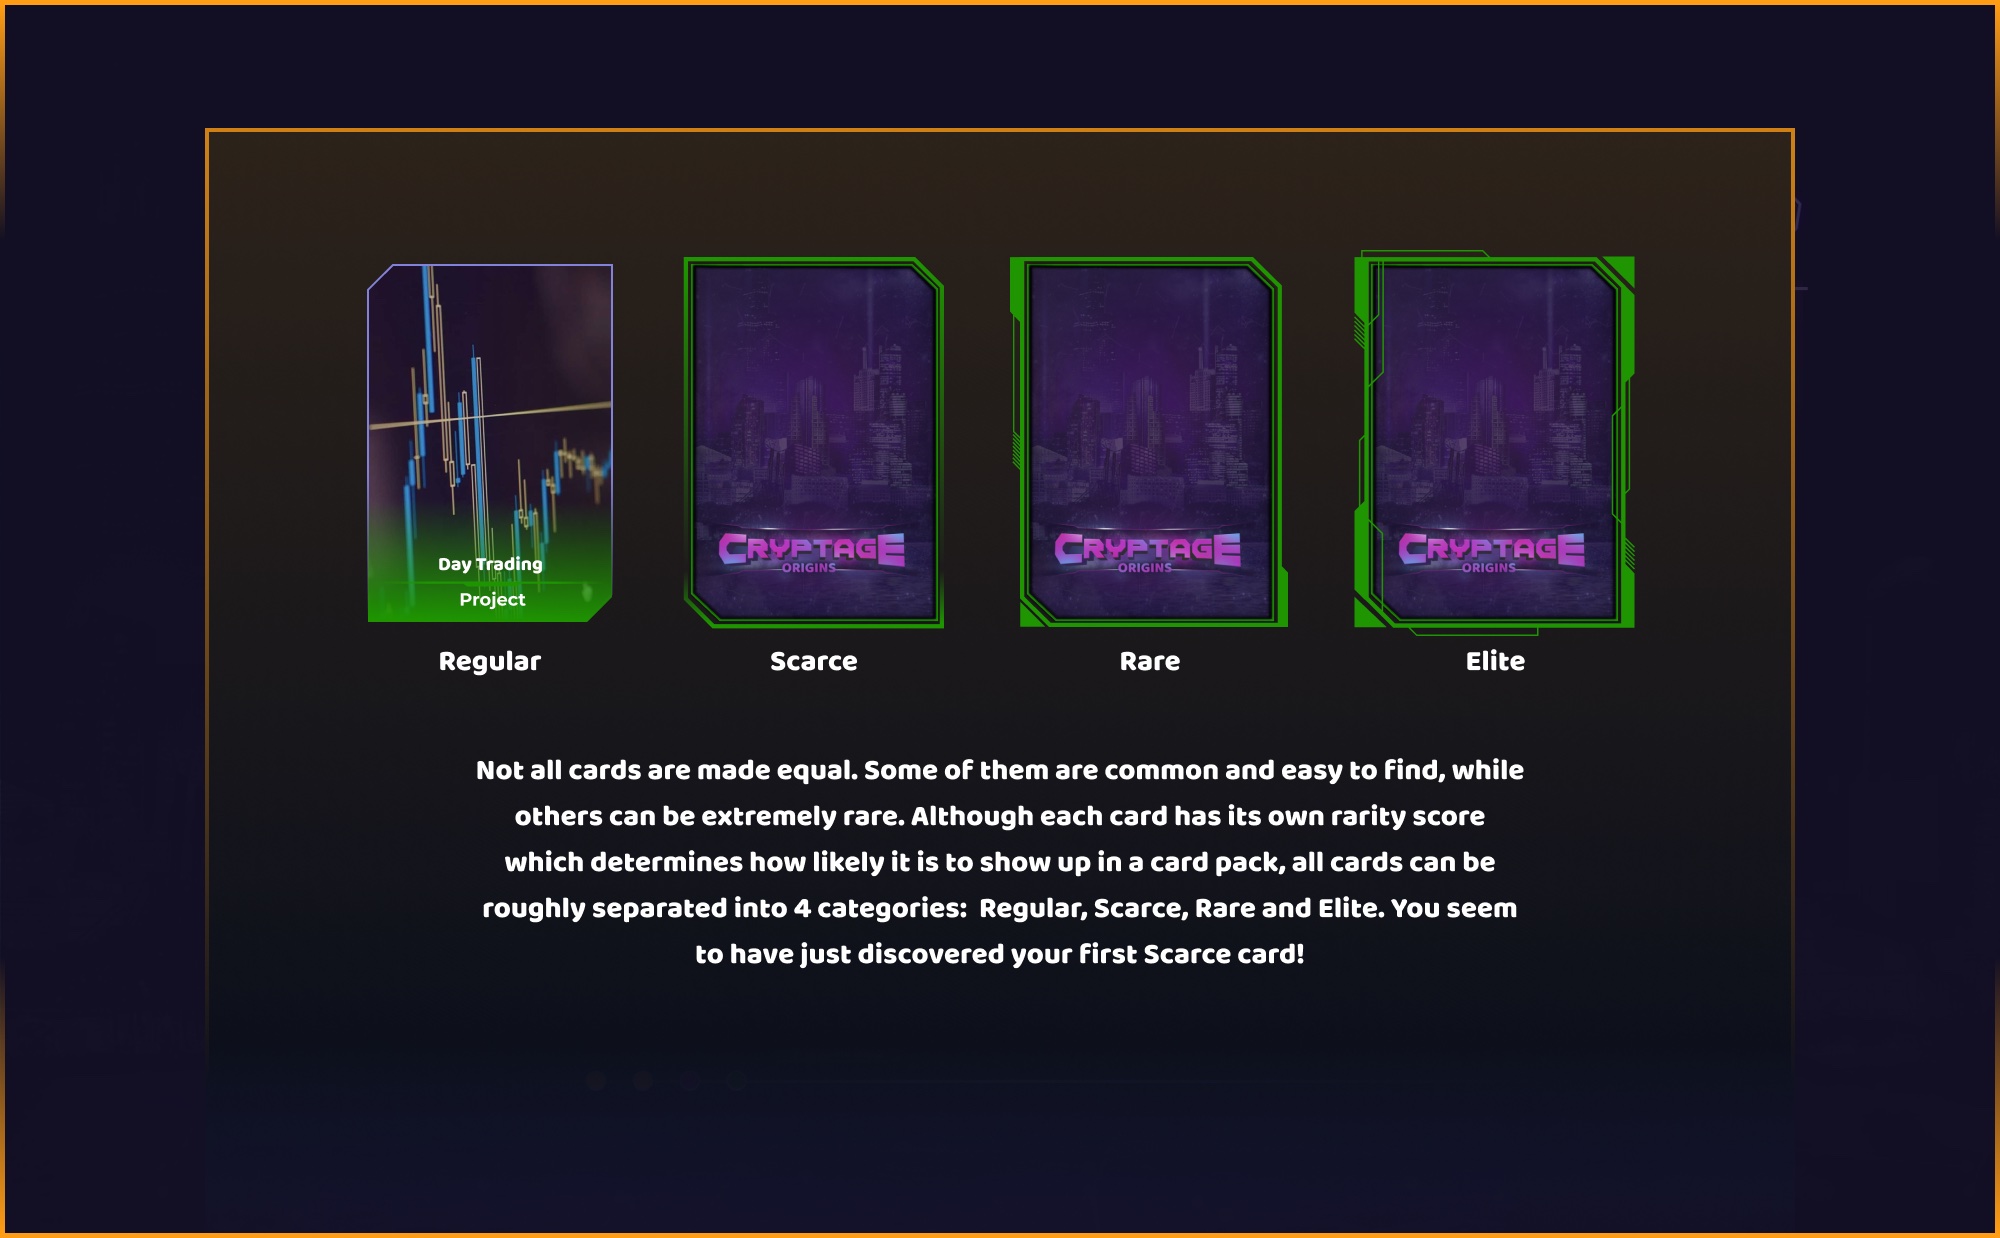 Day Trading
Project
CRYPTAGE
ORIGINS
CRYPTAGE
ORIGINS
CRYPTAGE
ORIGINS
Regular
Scarce
Rare
Elite
Not all cards are made equal. Some of them are common and easy to find, while
others can be extremely rare. Although each card has its own rarity score
which determines how likely it is to show up in a card pack, all cards can be
roughly separated into 4 categories:  Regular, Scarce, Rare and Elite. You seem
to have just discovered your first Scarce card!